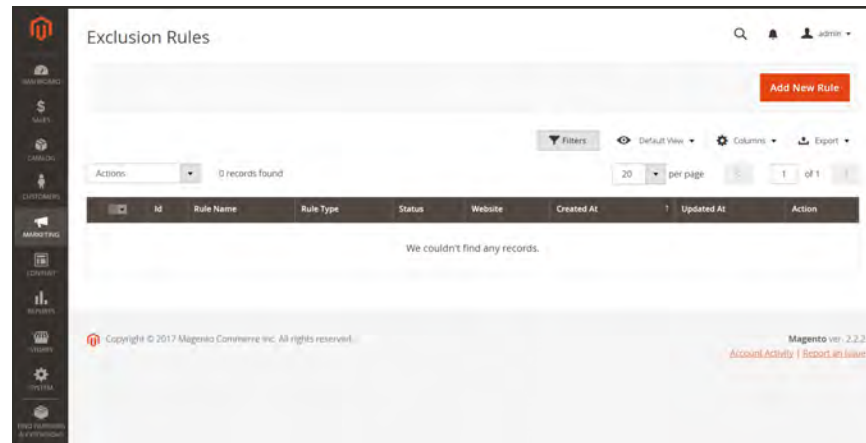 Exclusion Rules
admin
Add New Rule
Filters
Default View
Columns
Export
Actions
0 records found
20
per page
1
of 1
Id
Rule Name
Rule Type
Status
Website
Created At
Updated At
Action
We couldn't find any records.
DASHBOARD
SALES
CATALOG
CUSTOMERS
MARKETING
CONTENT
REPORTS
STORES
SYSTEM
FIND PARTNERS
& EXTENSIONS
Copyright © 2017 Magento Commerce Inc. All rights reserved.
Magento ver. 2.2.2
Account Activity | Report an Issue